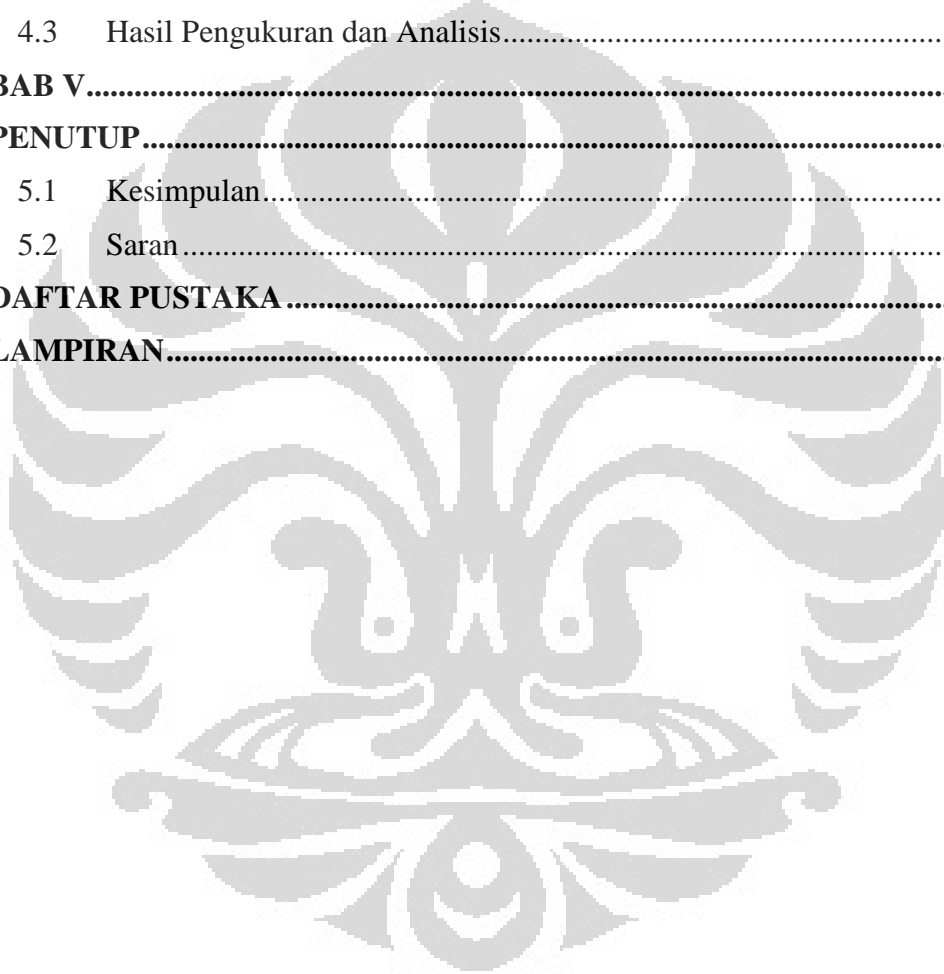 4.3 Hasil Pengukuran dan Analisis................................................................
BAB V................................................................................................................
PENUTUP........................................................................................................
5.1 Kesimpulan................................................................................................
5.2 Saran...........................................................................................................
DAFTAR PUSTAKA......................................................................................
LAMPIRAN.....................................................................................................